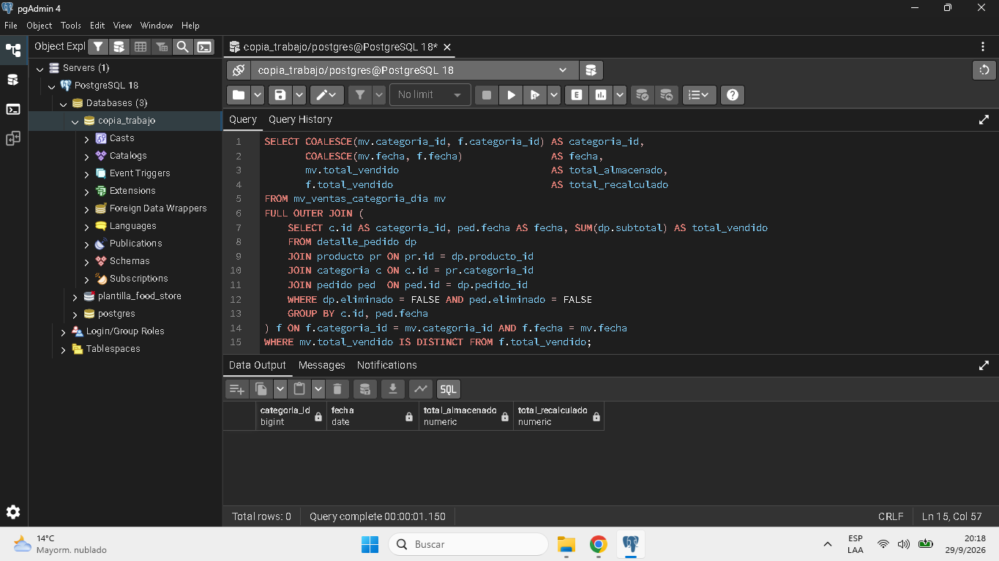 pgAdmin 4
File Object Tools Edit View Window Help
Object Expl
copia_trabajo/postgres@PostgreSQL 18*
Servers (1)
PostgreSQL 18
Databases (3)
copia_trabajo
Casts
Catalogs
Event Triggers
Extensions
Foreign Data Wrappers
Languages
Publications
Schemas
Subscriptions
plantilla_food_store
postgres
Login/Group Roles
Tablespaces
copia_trabajo/postgres@PostgreSQL 18
No limit
E
Query Query History
1 SELECT COALESCE(mv.categoria_id, f.categoria_id) AS categoria_id,
2 COALESCE(mv.fecha, f.fecha) AS fecha,
3 mv.total_vendido AS total_almacenado,
4 f.total_vendido AS total_recalculado
5 FROM mv_ventas_categoria_dia mv
6 FULL OUTER JOIN (
7 SELECT c.id AS categoria_id, ped.fecha AS fecha, SUM(dp.subtotal) AS total_vendido
8 FROM detalle_pedido dp
9 JOIN producto pr ON pr.id = dp.producto_id
10 JOIN categoria c ON c.id = pr.categoria_id
11 JOIN pedido ped ON ped.id = dp.pedido_id
12 WHERE dp.eliminado = FALSE AND ped.eliminado = FALSE
13 GROUP BY c.id, ped.fecha
14 ) f ON f.categoria_id = mv.categoria_id AND f.fecha = mv.fecha
15 WHERE mv.total_vendido IS DISTINCT FROM f.total_vendido;
Data Output Messages Notifications
SQL
categoria_id fecha total_almacenado total_recalculado
bigint date numeric numeric
Total rows: 0 Query complete 00:00:01.150 CRLF Ln 15, Col 57
14°C
Mayorm. nublado
Buscar
ESP
LAA
20:18
29/9/2026